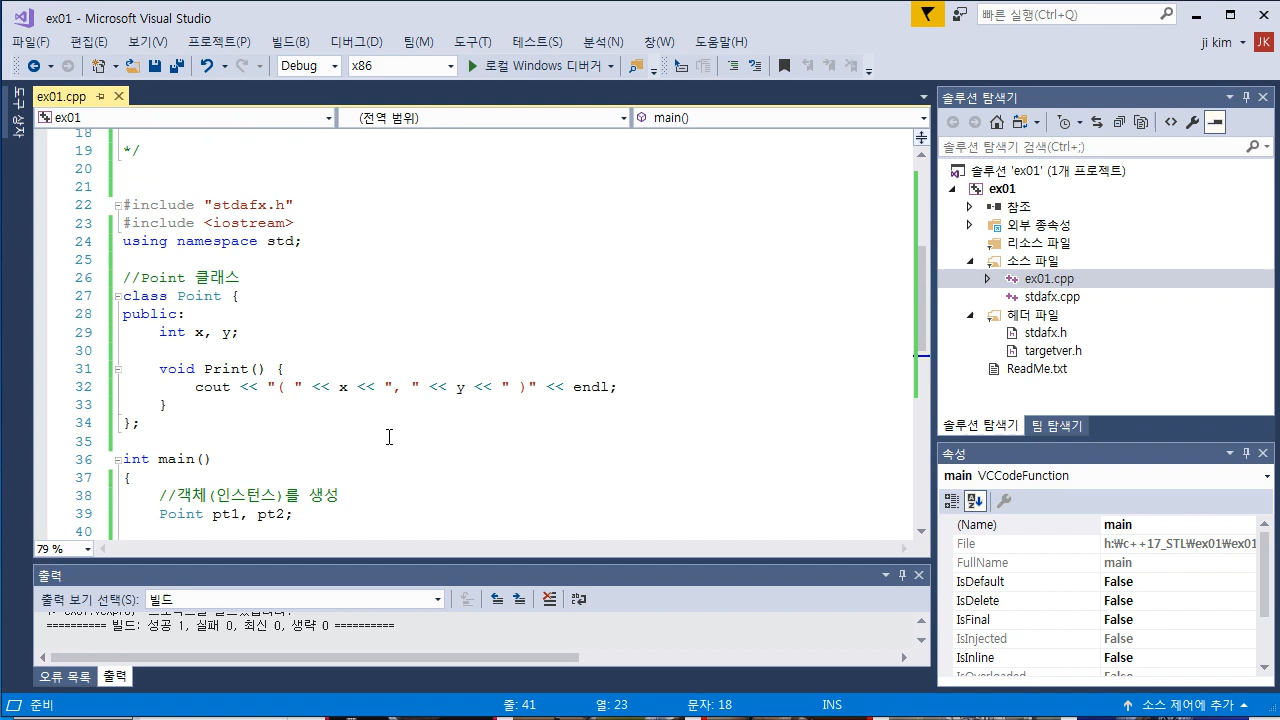 ex01 - Microsoft Visual Studio
빠른 실행(Ctrl+Q)
파일(F) 편집(E) 보기(V) 프로젝트(P) 빌드(B) 디버그(D) 팀(M) 도구(T) 테스트(S) 분석(N) 창(W) 도움말(H)
ji kim JK
Debug x86 로컬 Windows 디버거
도구 상자
ex01.cpp
ex01 (전역 범위) main()
18
19 */
20
21
22 #include "stdafx.h"
23 #include <iostream>
24 using namespace std;
25
26 //Point 클래스
27 class Point {
28 public:
29 int x, y;
30
31 void Print() {
32 cout << "( " << x << ", " << y << " )" << endl;
33 }
34 };
35
36 int main()
37 {
38 //객체(인스턴스)를 생성
39 Point pt1, pt2;
40
79 %
출력
출력 보기 선택(S): 빌드
========== 빌드: 성공 1, 실패 0, 최신 0, 생략 0 ==========
오류 목록 출력
솔루션 탐색기
솔루션 탐색기 검색(Ctrl+;)
솔루션 'ex01' (1개 프로젝트)
ex01
참조
외부 종속성
리소스 파일
소스 파일
ex01.cpp
stdafx.cpp
헤더 파일
stdafx.h
targetver.h
ReadMe.txt
솔루션 탐색기 팀 탐색기
속성
main VCCodeFunction
(Name) main
File h:₩c++17_STL₩ex01₩ex01
FullName main
IsDefault False
IsDelete False
IsFinal False
IsInjected False
IsInline False
IsOverloaded False
준비 줄: 41 열: 23 문자: 18 INS 소스 제어에 추가